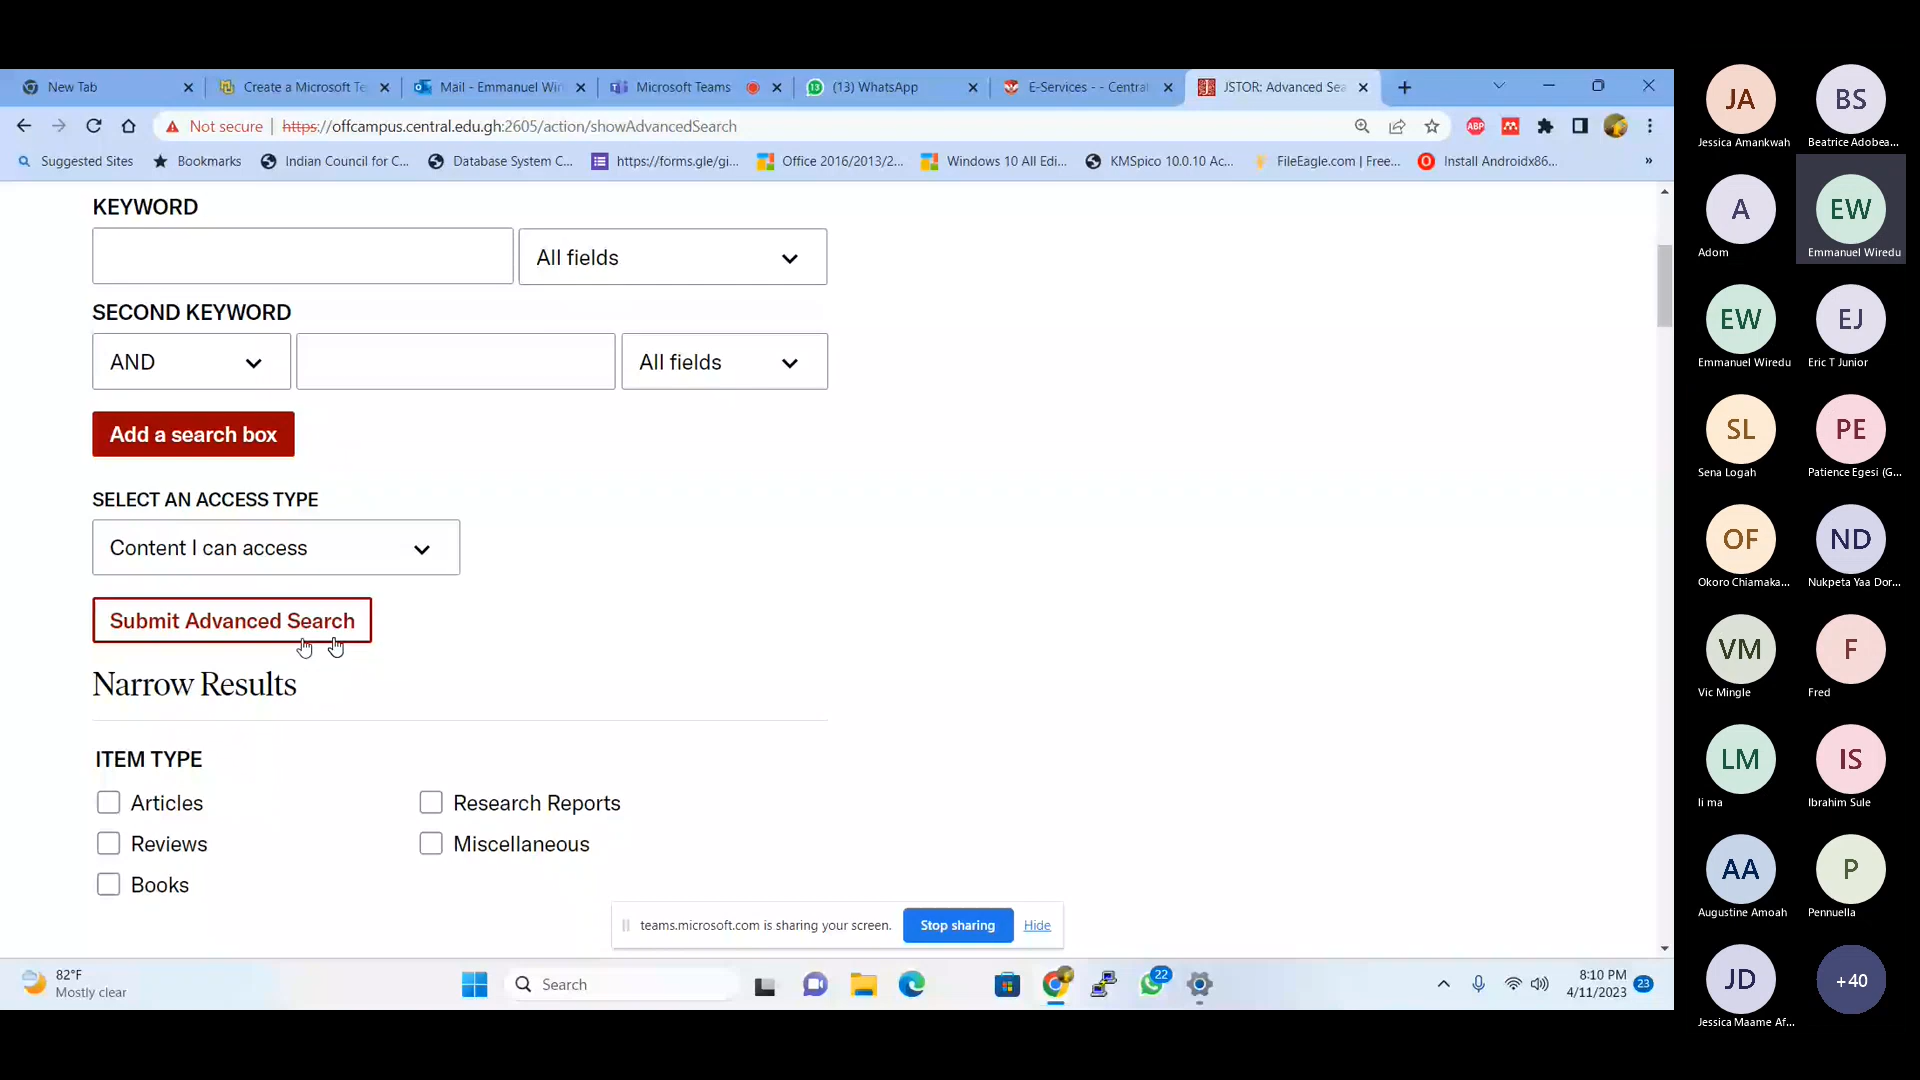 New Tab
Create a Microsoft Te
Mail - Emmanuel Wir
Microsoft Teams
(13) WhatsApp
E-Services - - Central
JSTOR: Advanced Sea
Not secure
https://offcampus.central.edu.gh:2605/action/showAdvancedSearch
ABP
Suggested Sites
Bookmarks
Indian Council for C...
Database System C...
https://forms.gle/gi...
Office 2016/2013/2...
Windows 10 All Edi...
KMSpico 10.0.10 Ac...
FileEagle.com | Free...
Install Androidx86...
»
KEYWORD
All fields
SECOND KEYWORD
AND
All fields
Add a search box
SELECT AN ACCESS TYPE
Content I can access
Submit Advanced Search
Narrow Results
ITEM TYPE
Articles
Research Reports
Reviews
Miscellaneous
Books
teams.microsoft.com is sharing your screen.
Stop sharing
Hide
82°F
Mostly clear
Search
22
8:10 PM
4/11/2023
23
JA
Jessica Amankwah
BS
Beatrice Adobea...
A
Adom
EW
Emmanuel Wiredu
EW
Emmanuel Wiredu
EJ
Eric T Junior
SL
Sena Logah
PE
Patience Egesi (G...
OF
Okoro Chiamaka...
ND
Nukpeta Yaa Dor...
VM
Vic Mingle
F
Fred
LM
li ma
IS
Ibrahim Sule
AA
Augustine Amoah
P
Pennuella
JD
Jessica Maame Af...
+40